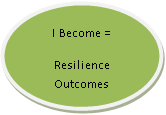 I Become =
Resilience
Outcomes